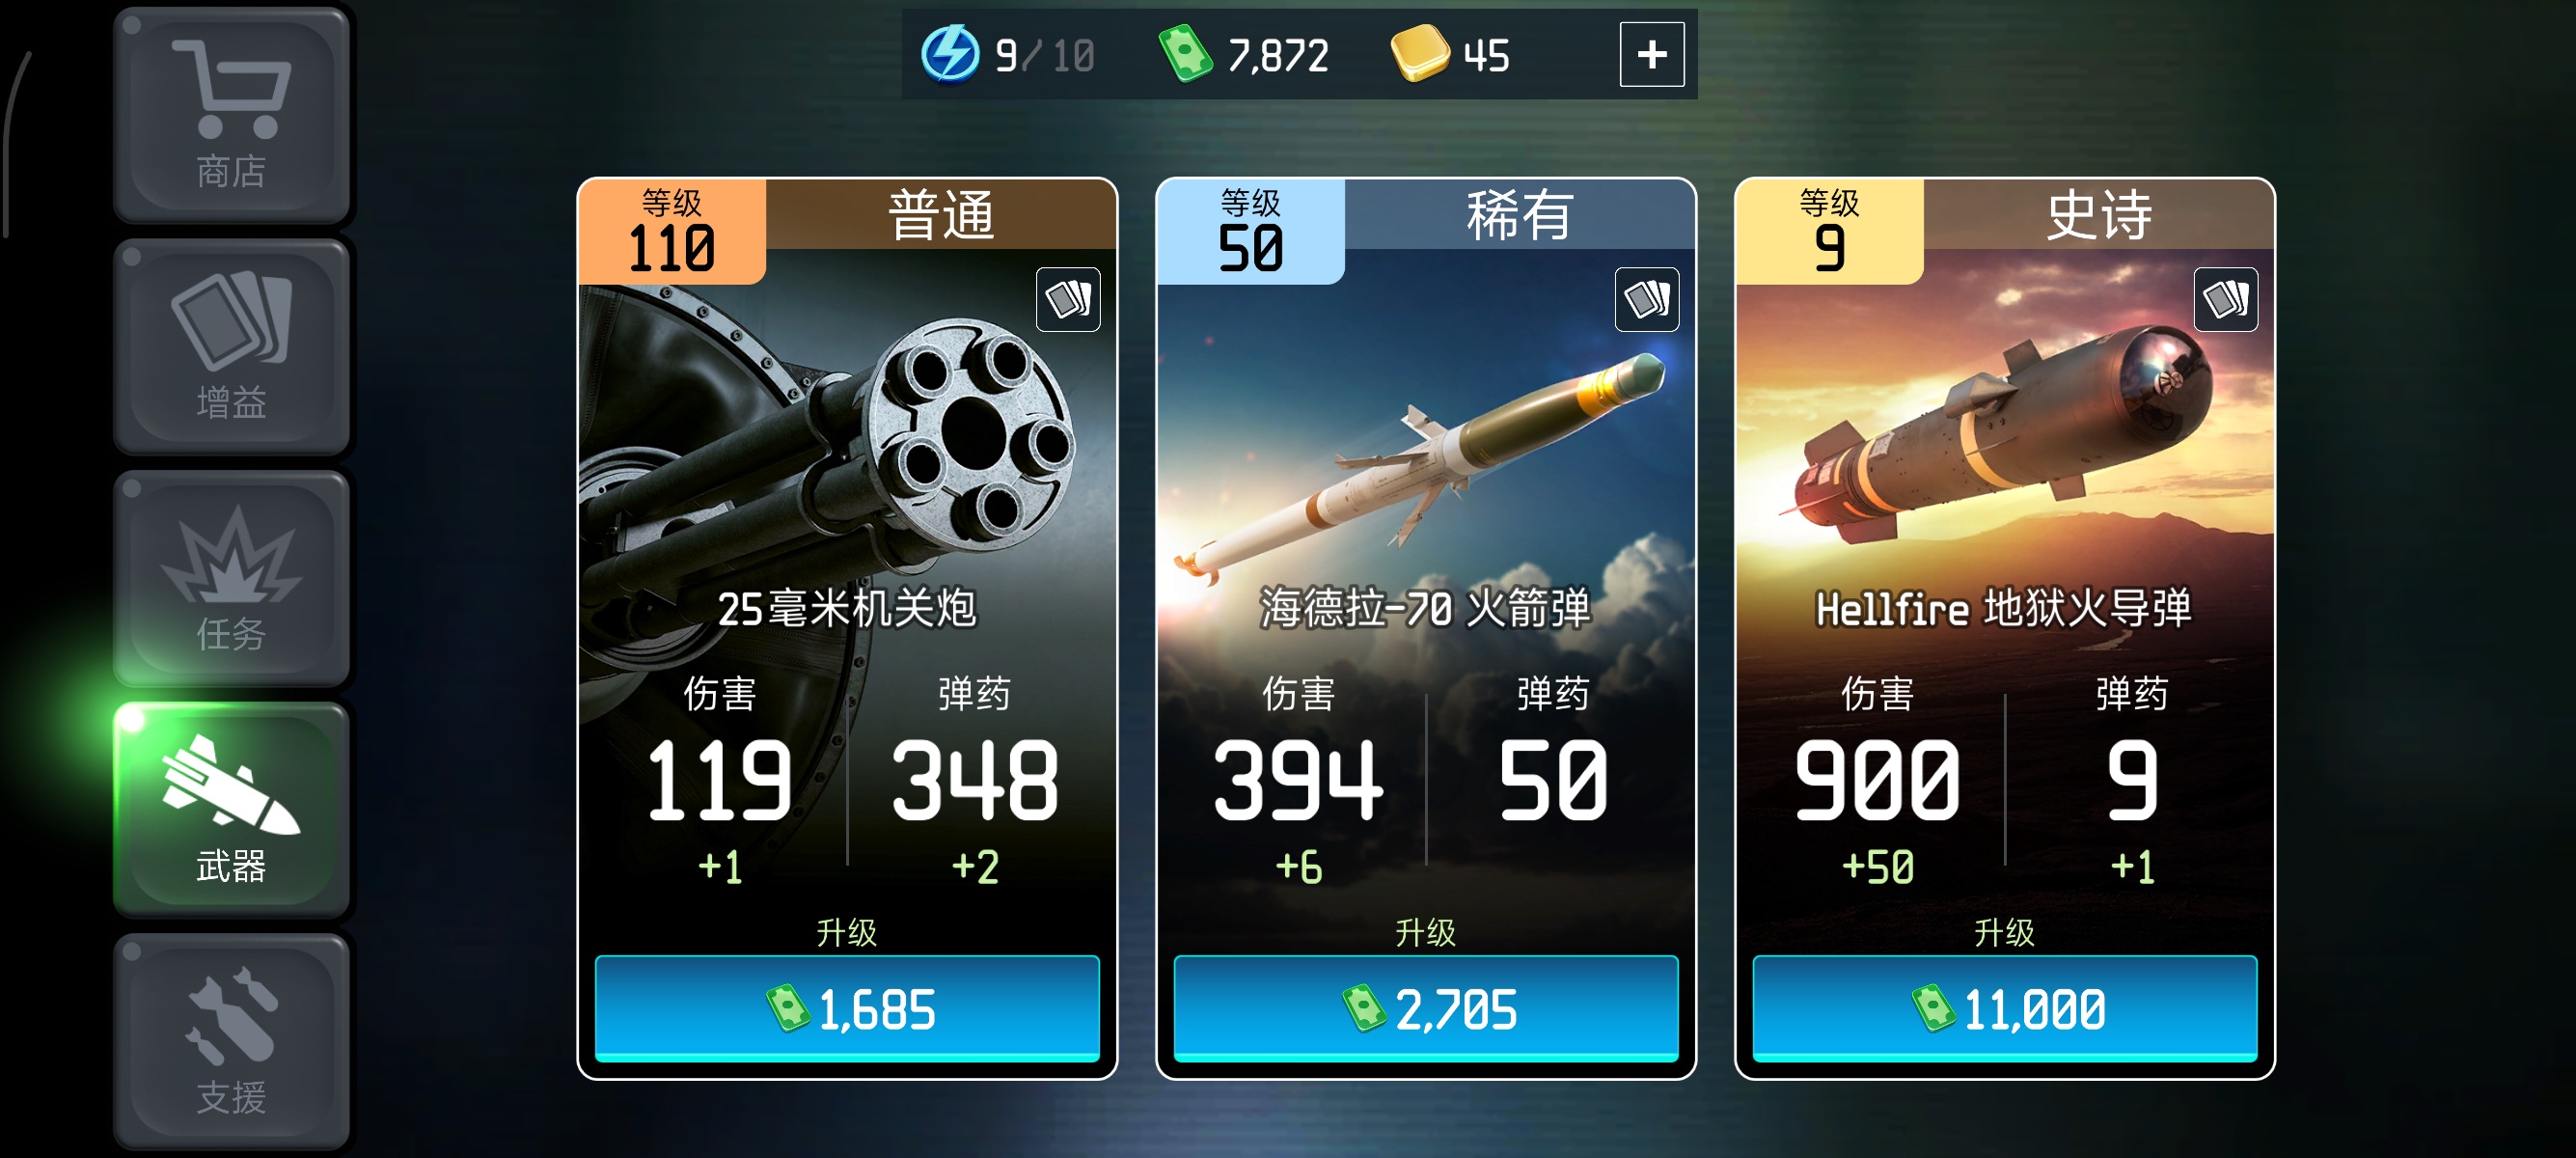 9/10
7,872
45
+
商店
增益
任务
武器
支援
等级
110
普通
25毫米机关炮
伤害
弹药
119
348
+1
+2
升级
1,685
等级
50
稀有
海德拉-70 火箭弹
伤害
弹药
394
50
+6
升级
2,705
等级
9
史诗
Hellfire 地狱火导弹
伤害
弹药
900
9
+50
+1
升级
11,000